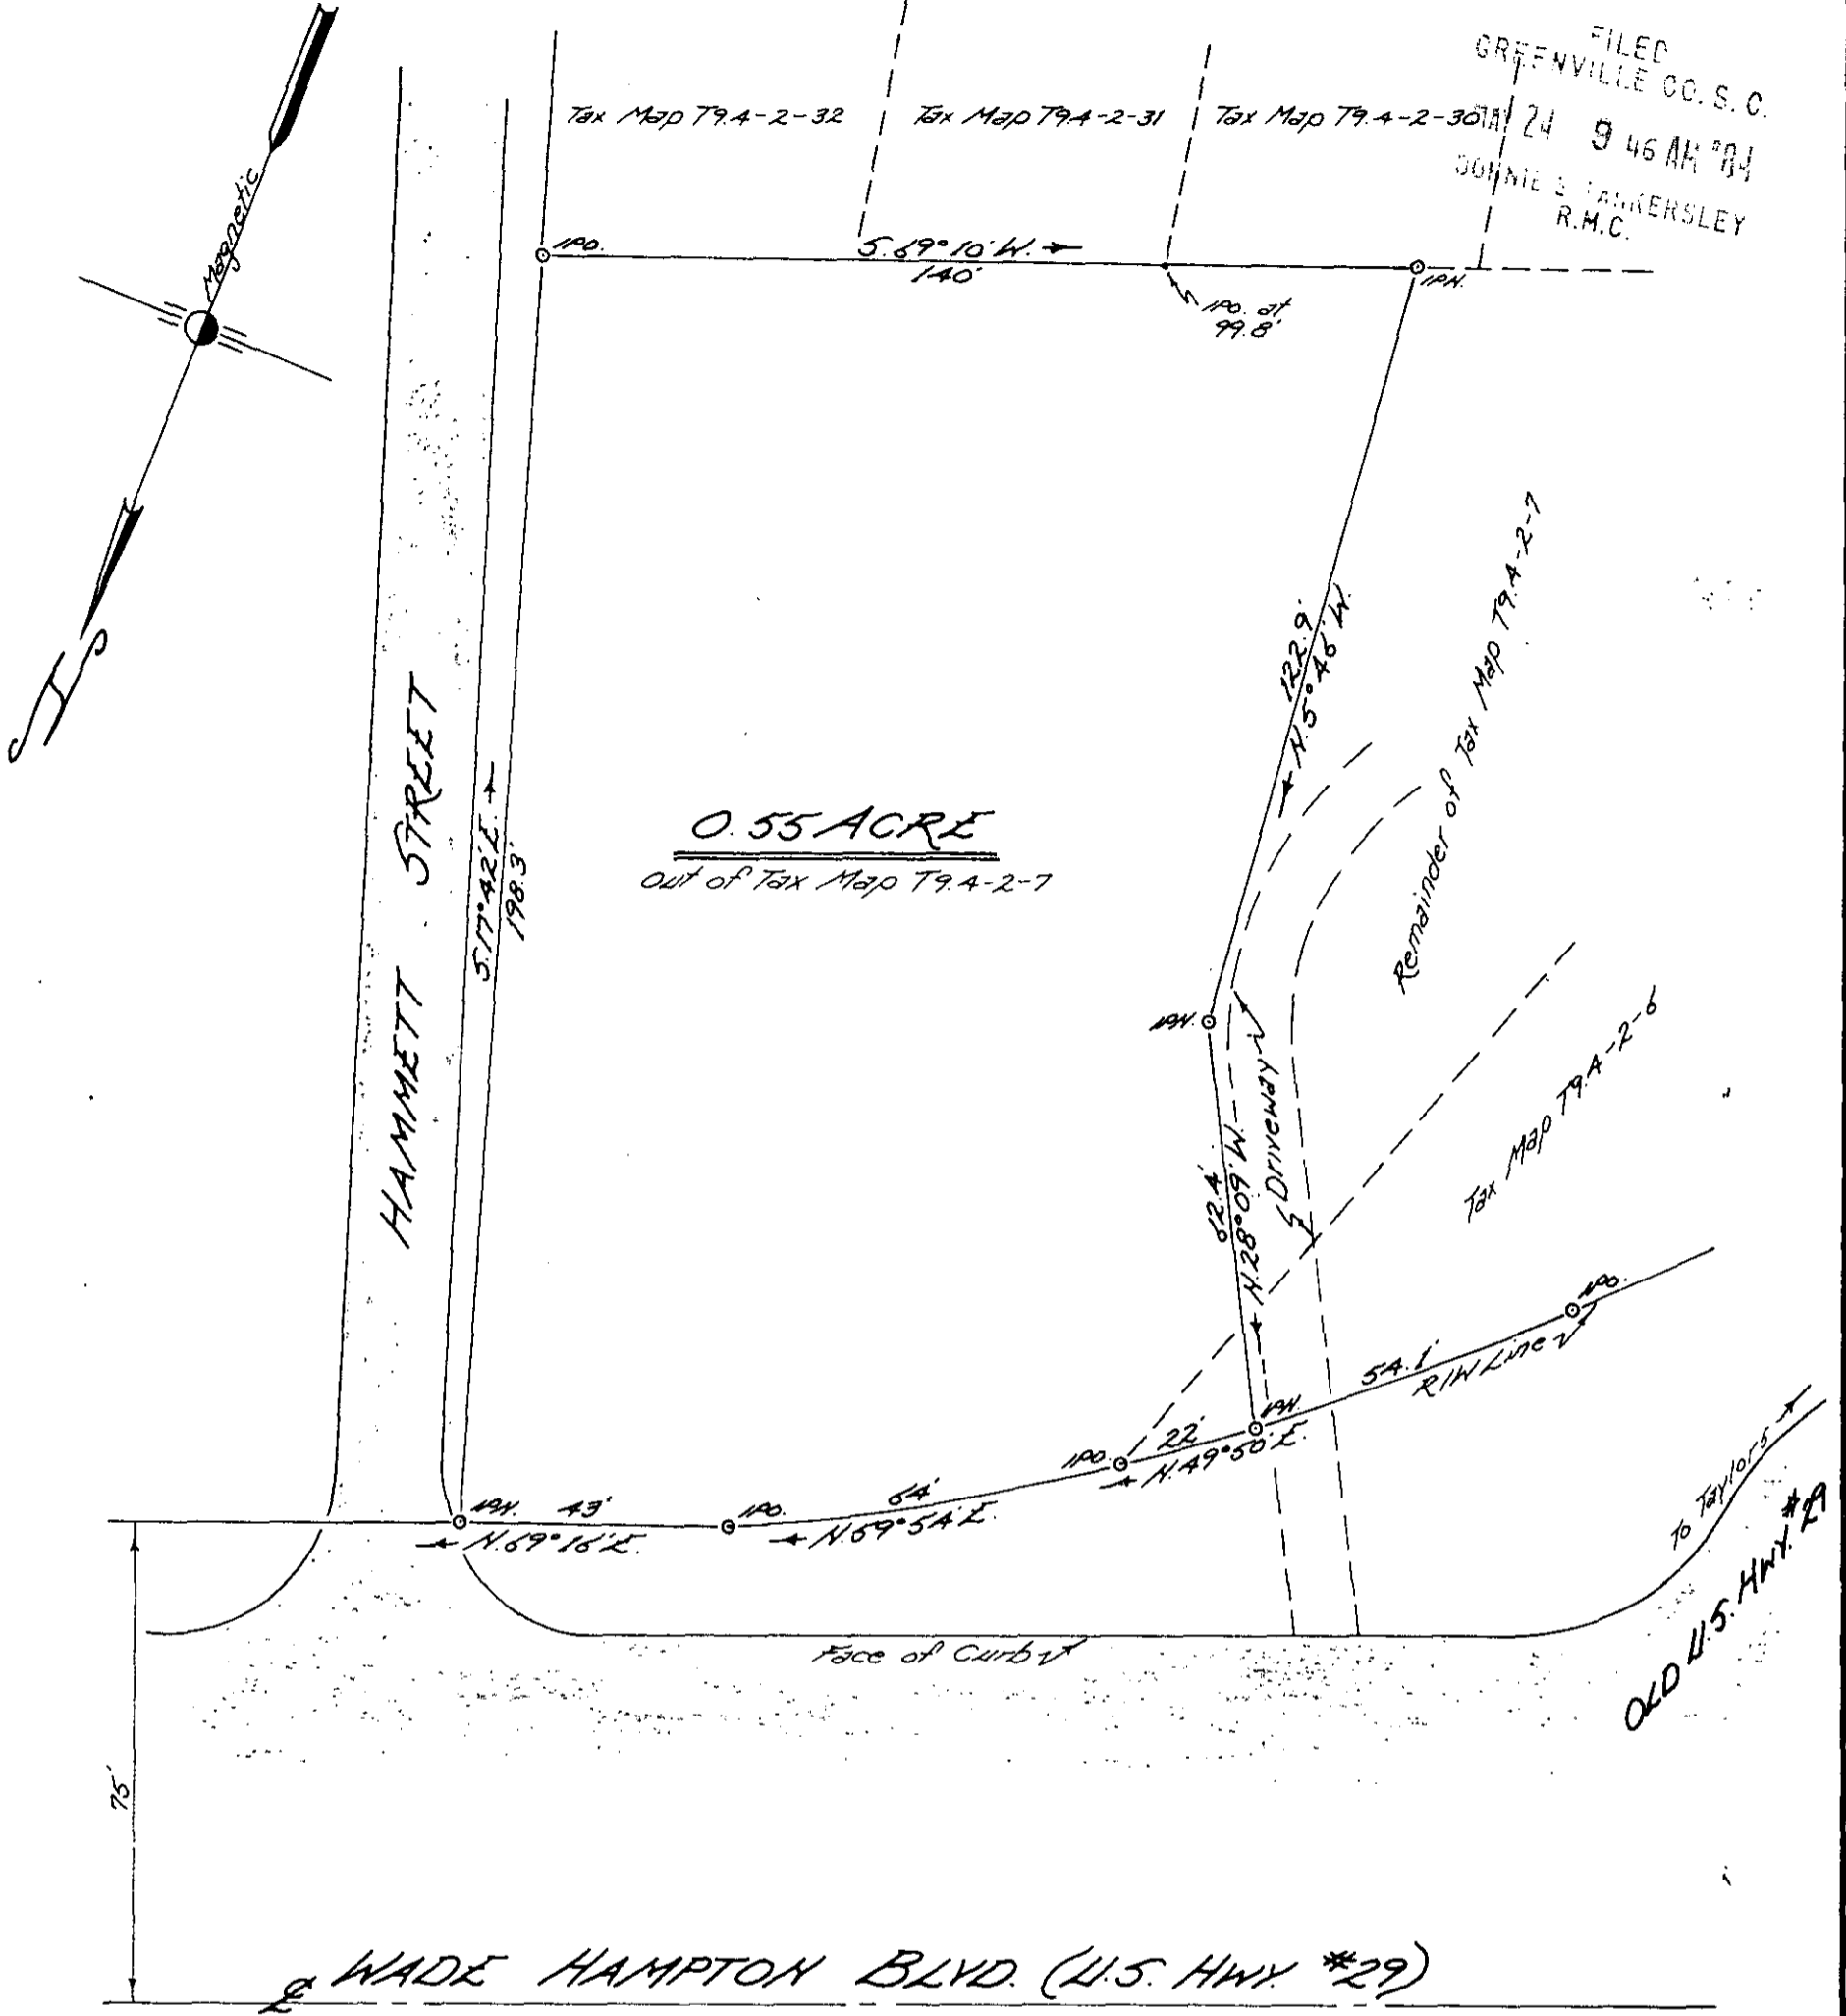 FILED
GREENVILLE CO. S. C.
24 9 46 AM '84
DONNIE S. TANKERSLEY
R.M.C.
Tax Map T9.4-2-32
Tax Map T9.4-2-31
Tax Map T9.4-2-30
Magnetic
N
I.P.O.
S. 69° 10' W.
140'
I.P.N.
I.P.O. at
99.8'
122.9'
N. 5° 46' W.
Remainder of Tax Map T9.4-2-7
HAMMETT STREET
S. 17° 42' E.
198.3'
0.55 ACRE
out of Tax Map T9.4-2-7
I.P.N.
Driveway
62.4'
N. 28° 09' W.
Tax Map T9.4-2-6
I.P.O.
54.1'
R/W Line
I.P.N.
22'
N. 49° 50' E.
I.P.O.
64'
N. 59° 54' E.
I.P.O.
43'
N. 69° 16' E.
I.P.N.
To Taylors
OLD U.S. HWY. #29
Face of Curb
75'
℄ WADE HAMPTON BLVD. (U.S. HWY. #29)